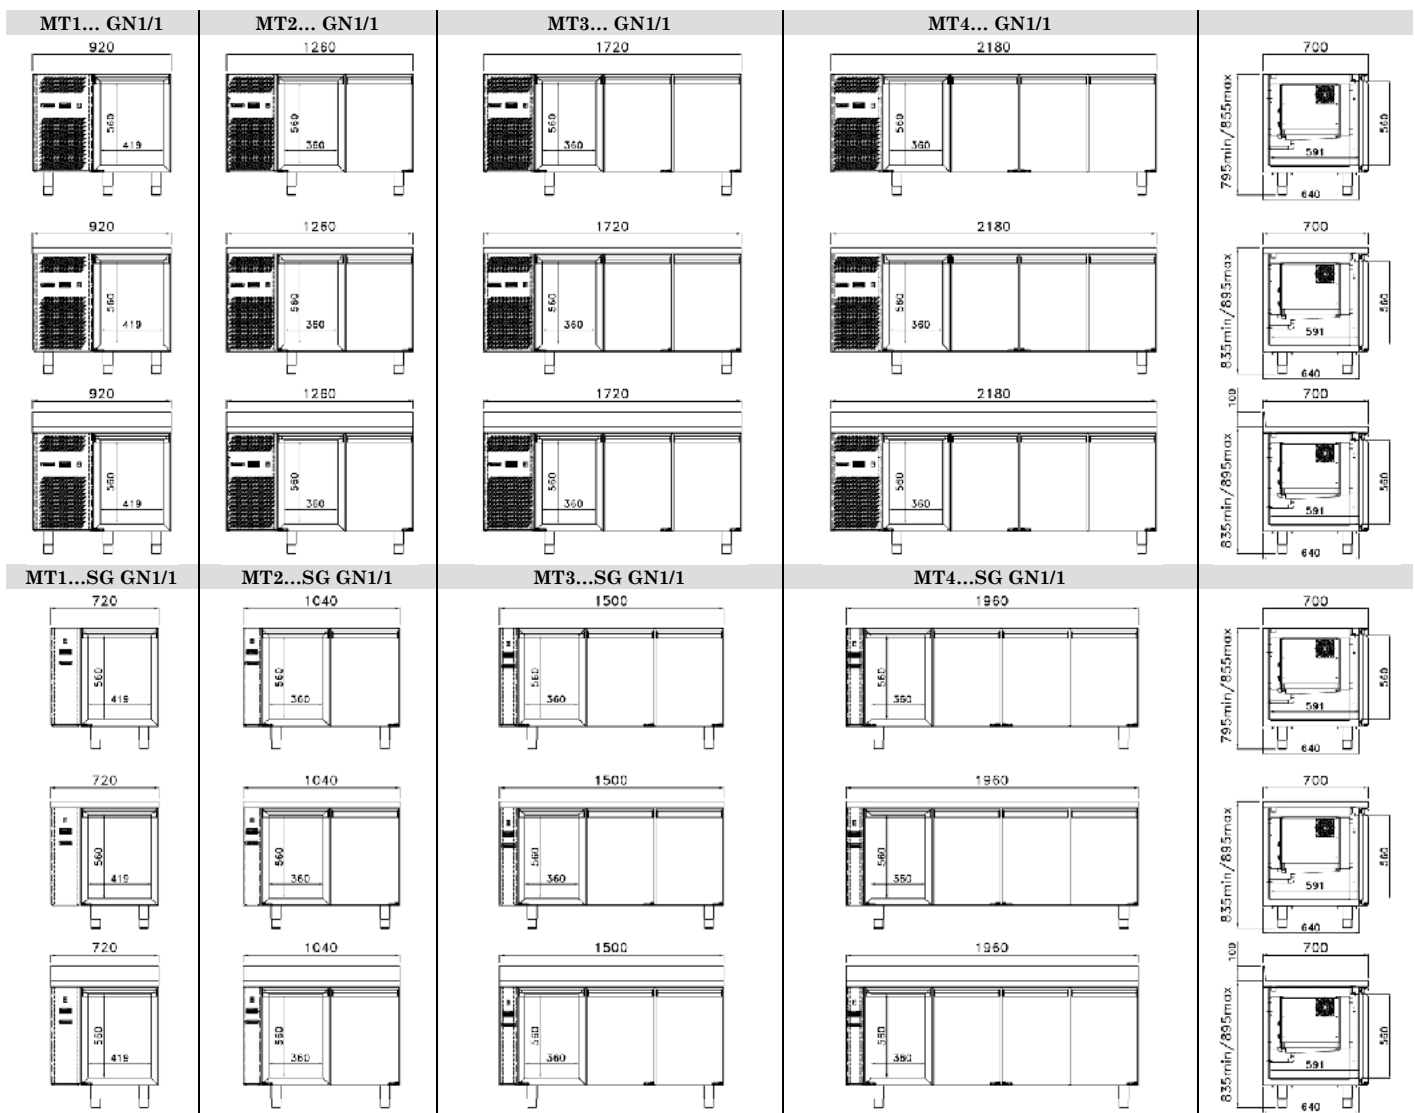 MT1... GN1/1 MT2... GN1/1 MT3... GN1/1 MT4... GN1/1
920 1260 1720 2180 700
560 419 560 360 560 360 560 360 795min/855max 591 560
640
920 1260 1720 2180 700
560 419 560 360 560 360 560 360 835min/895max 591 560
640
920 1260 1720 2180 100 700
560 419 560 360 560 360 560 360 835min/895max 591 560
640
MT1...SG GN1/1 MT2...SG GN1/1 MT3...SG GN1/1 MT4...SG GN1/1
720 1040 1500 1960 700
560 419 560 360 560 360 560 360 795min/855max 591 560
640
720 1040 1500 1960 700
560 419 560 360 560 360 560 360 835min/895max 591 560
640
720 1040 1500 1960 100 700
560 419 560 360 560 360 560 360 835min/895max 591 560
640